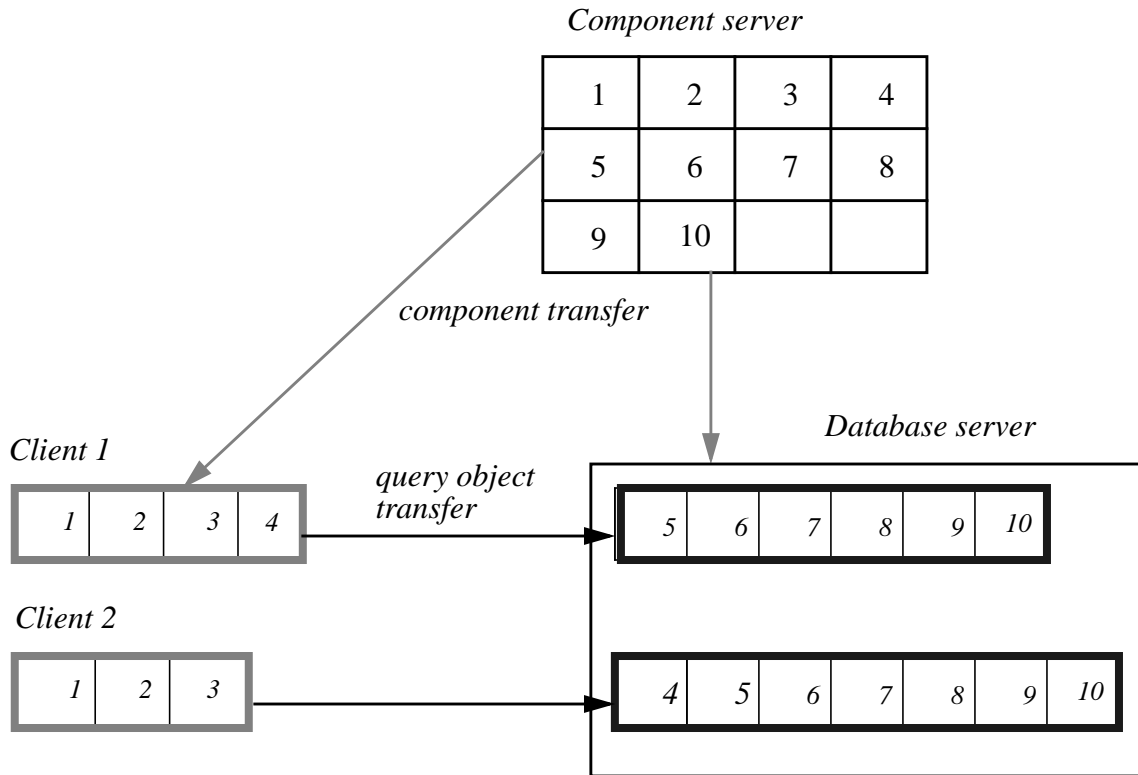 Component server
1 2 3 4
5 6 7 8
9 10
component transfer
Database server
Client 1
query object
transfer
1 2 3 4
5 6 7 8 9 10
Client 2
1 2 3
4 5 6 7 8 9 10